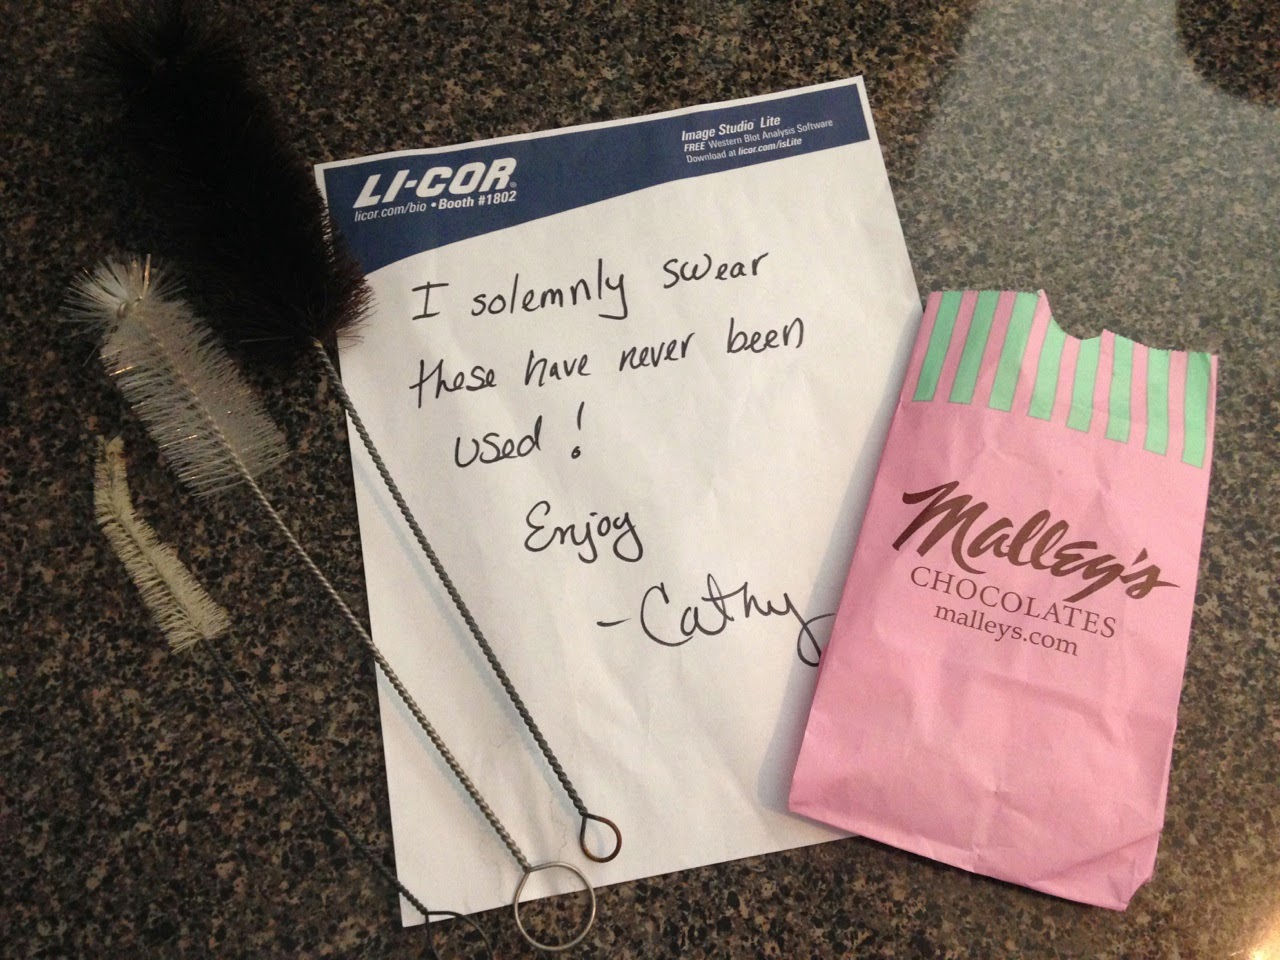 LI-COR®
licor.com/bio • Booth #1802
Image Studio™ Lite
FREE Western Blot Analysis Software
Download at licor.com/isLite
I solemnly swear
these have never been
used!
Enjoy
-Cathy
Malley's
CHOCOLATES
malleys.com